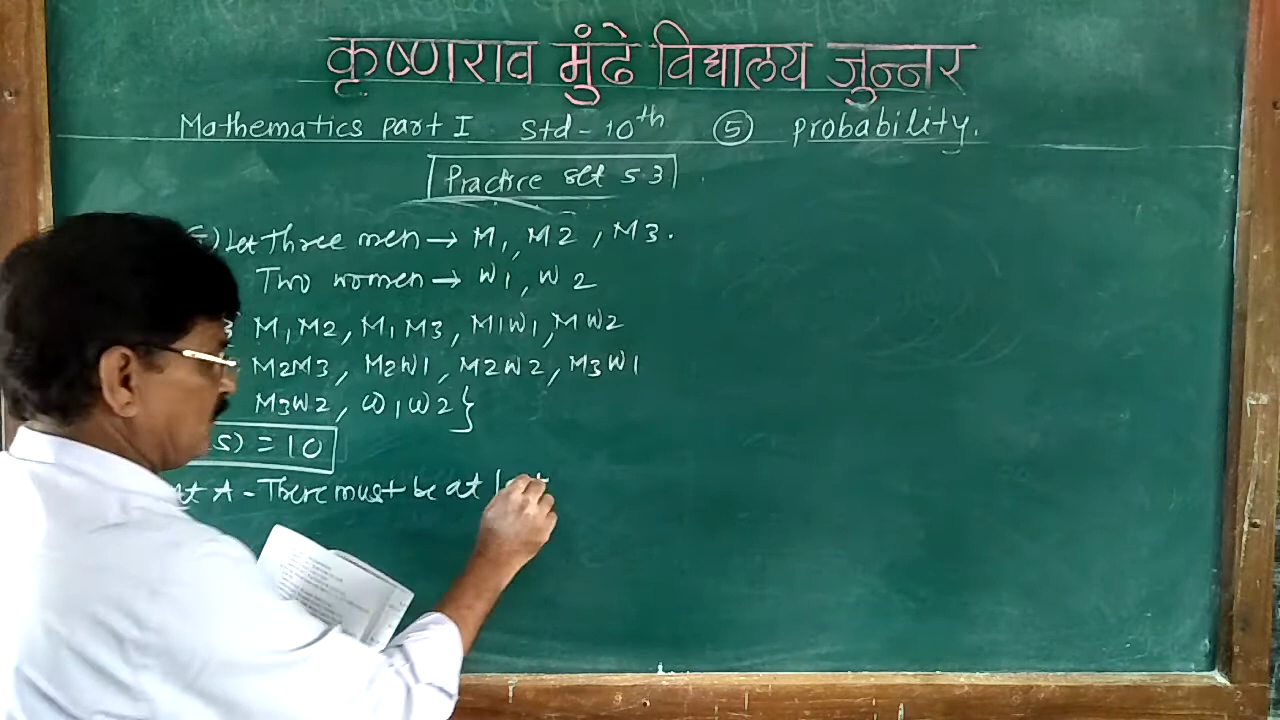 कृष्णराव मुंढे विद्यालय जुन्नर
Mathematics part I Std - 10th ⑤ probability.
Practice set 5.3
Let three men → M1, M2, M3.
Two women → W1, W2
M1M2, M1M3, M1W1, MW2
M2M3, M2W1, M2W2, M3W1
M3W2, W1W2}
(S) = 10
A - There must be at